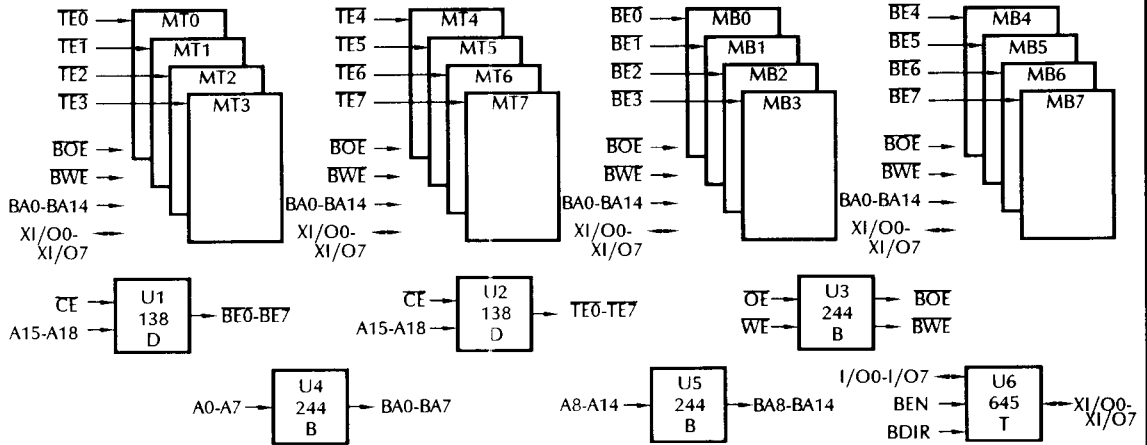 TE0
TE1
TE2
TE3
MT0
MT1
MT2
MT3
BOE
BWE
BA0-BA14
XI/O0-
XI/O7
TE4
TE5
TE6
TE7
MT4
MT5
MT6
MT7
BOE
BWE
BA0-BA14
XI/O0-
XI/O7
BE0
BE1
BE2
BE3
MB0
MB1
MB2
MB3
BOE
BWE
BA0-BA14
XI/O0-
XI/O7
BE4
BE5
BE6
BE7
MB4
MB5
MB6
MB7
BOE
BWE
BA0-BA14
XI/O0-
XI/O7
CE
A15-A18
U1
138
D
BE0-BE7
CE
A15-A18
U2
138
D
TE0-TE7
OE
WE
U3
244
B
BOE
BWE
A0-A7
U4
244
B
BA0-BA7
A8-A14
U5
244
B
BA8-BA14
I/O0-I/O7
BEN
BDIR
U6
645
T
XI/O0-
XI/O7